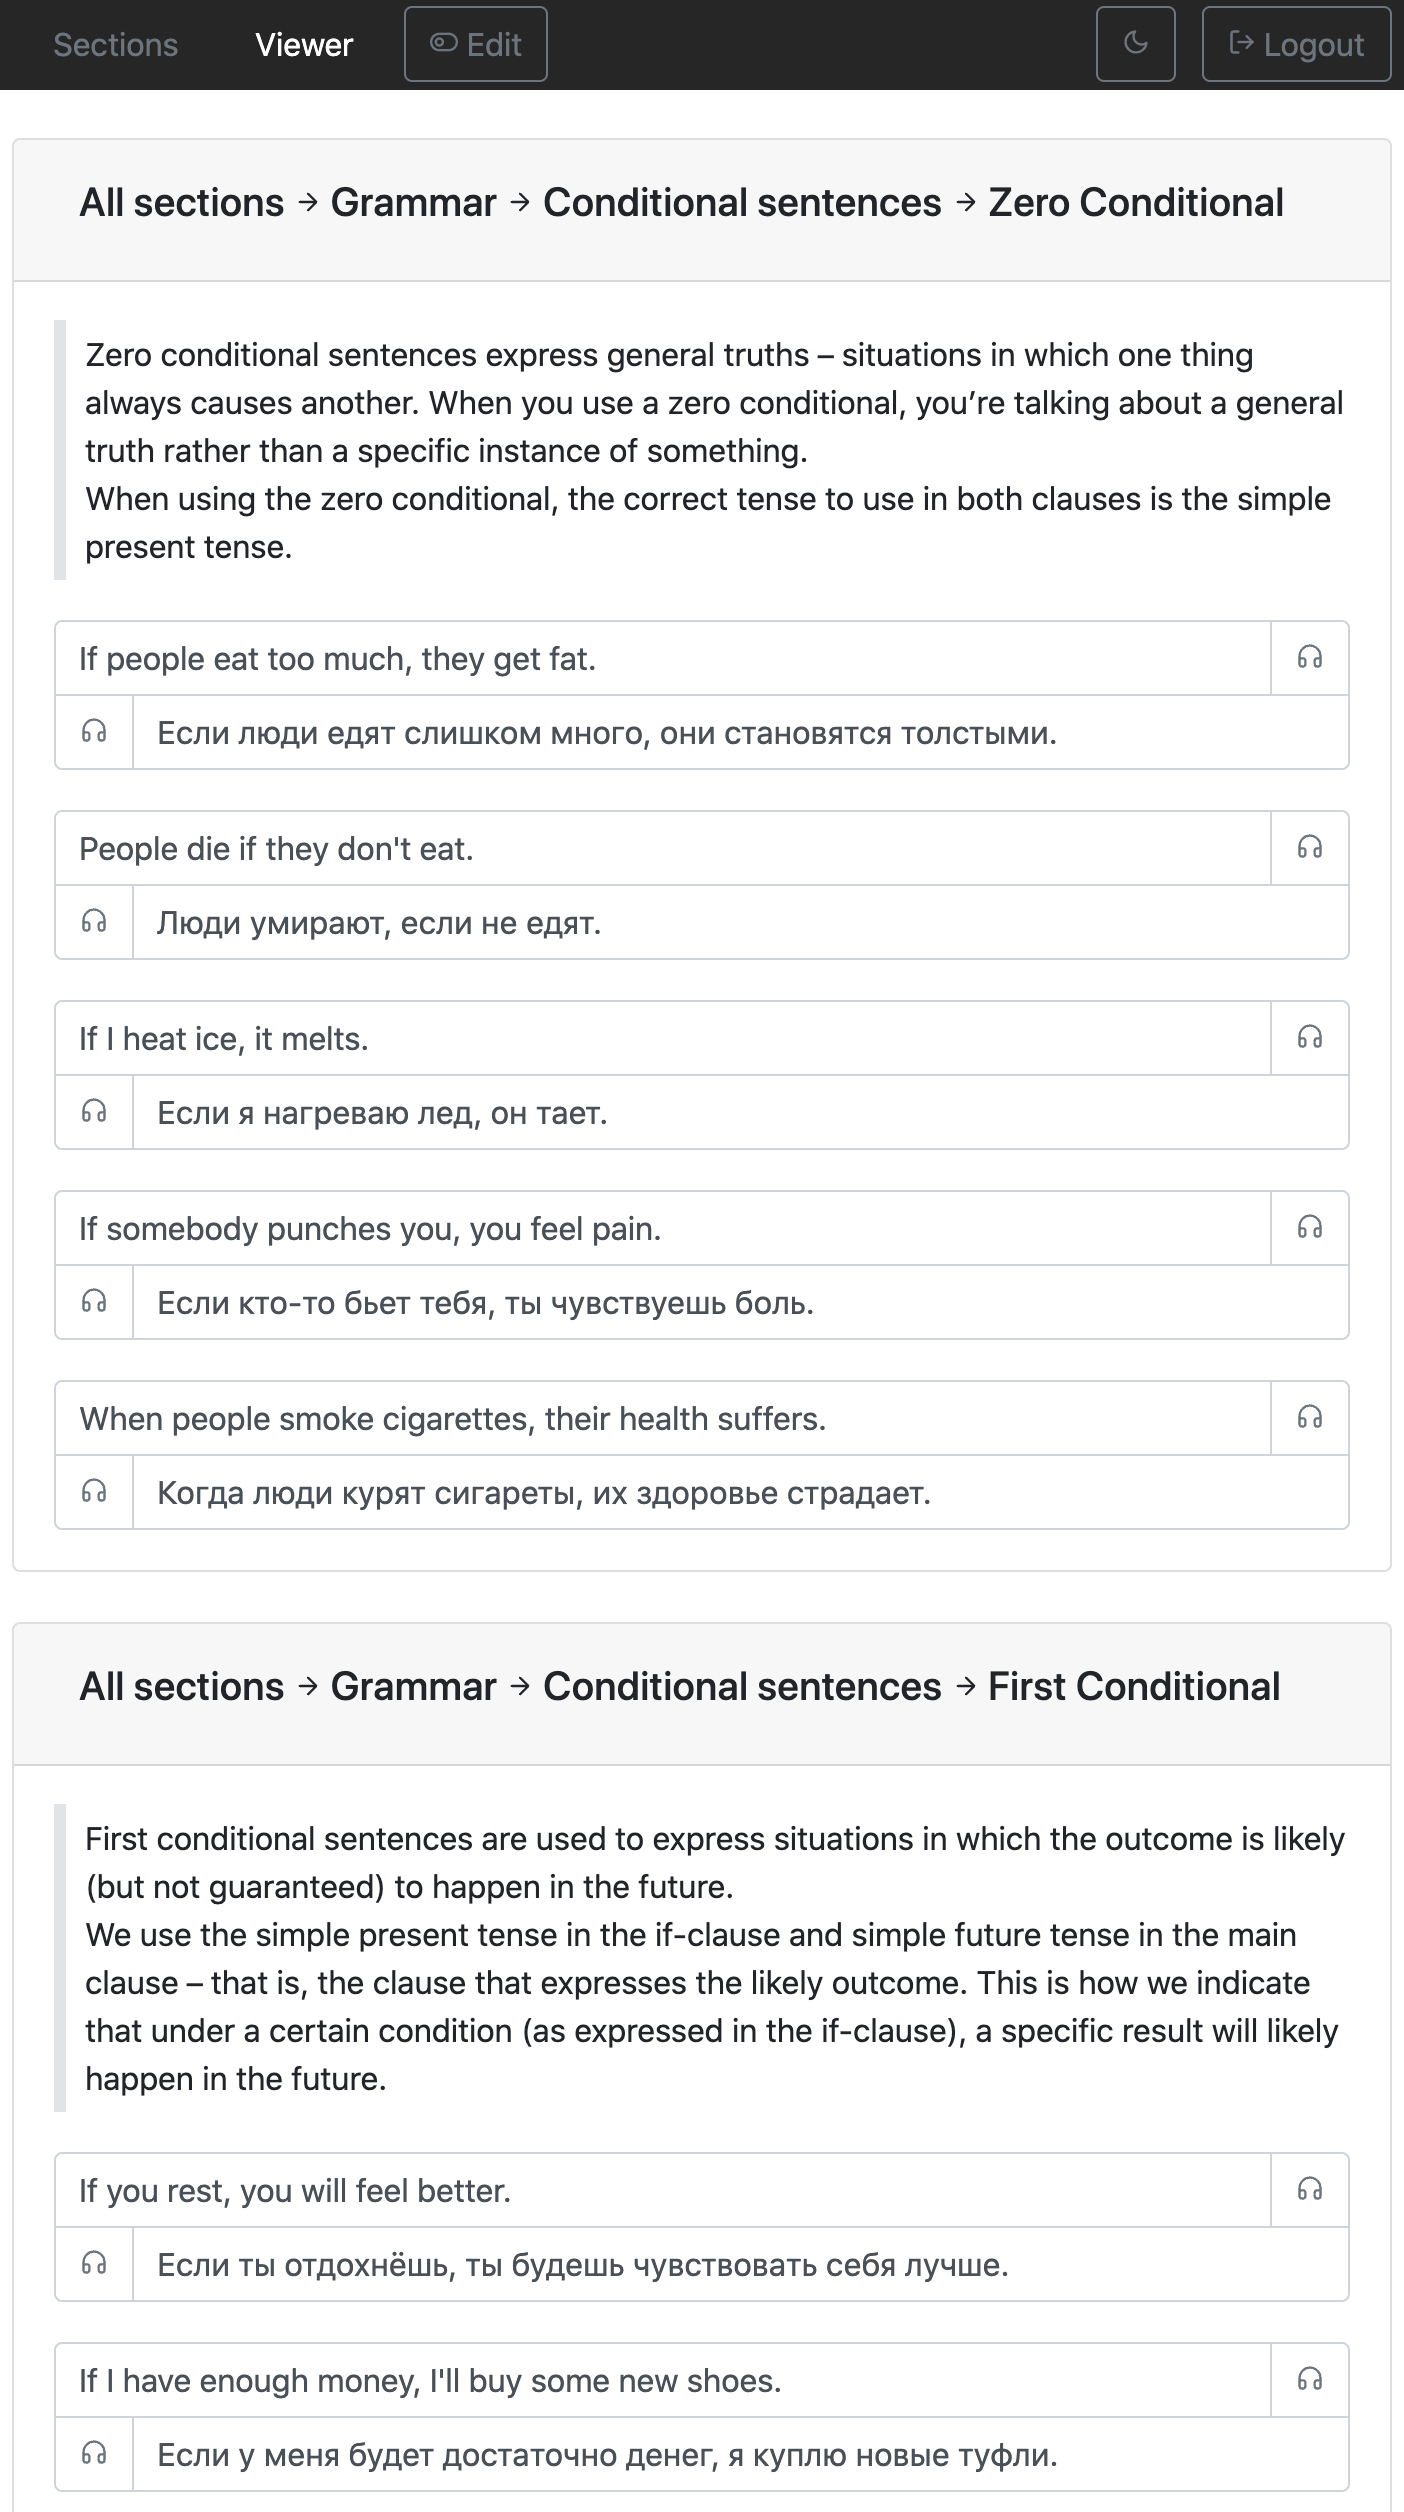 Sections Viewer Edit Logout
All sections → Grammar → Conditional sentences → Zero Conditional
Zero conditional sentences express general truths – situations in which one thing
always causes another. When you use a zero conditional, you’re talking about a general
truth rather than a specific instance of something.
When using the zero conditional, the correct tense to use in both clauses is the simple
present tense.
If people eat too much, they get fat.
Если люди едят слишком много, они становятся толстыми.
People die if they don't eat.
Люди умирают, если не едят.
If I heat ice, it melts.
Если я нагреваю лед, он тает.
If somebody punches you, you feel pain.
Если кто-то бьет тебя, ты чувствуешь боль.
When people smoke cigarettes, their health suffers.
Когда люди курят сигареты, их здоровье страдает.
All sections → Grammar → Conditional sentences → First Conditional
First conditional sentences are used to express situations in which the outcome is likely
(but not guaranteed) to happen in the future.
We use the simple present tense in the if-clause and simple future tense in the main
clause – that is, the clause that expresses the likely outcome. This is how we indicate
that under a certain condition (as expressed in the if-clause), a specific result will likely
happen in the future.
If you rest, you will feel better.
Если ты отдохнёшь, ты будешь чувствовать себя лучше.
If I have enough money, I'll buy some new shoes.
Если у меня будет достаточно денег, я куплю новые туфли.